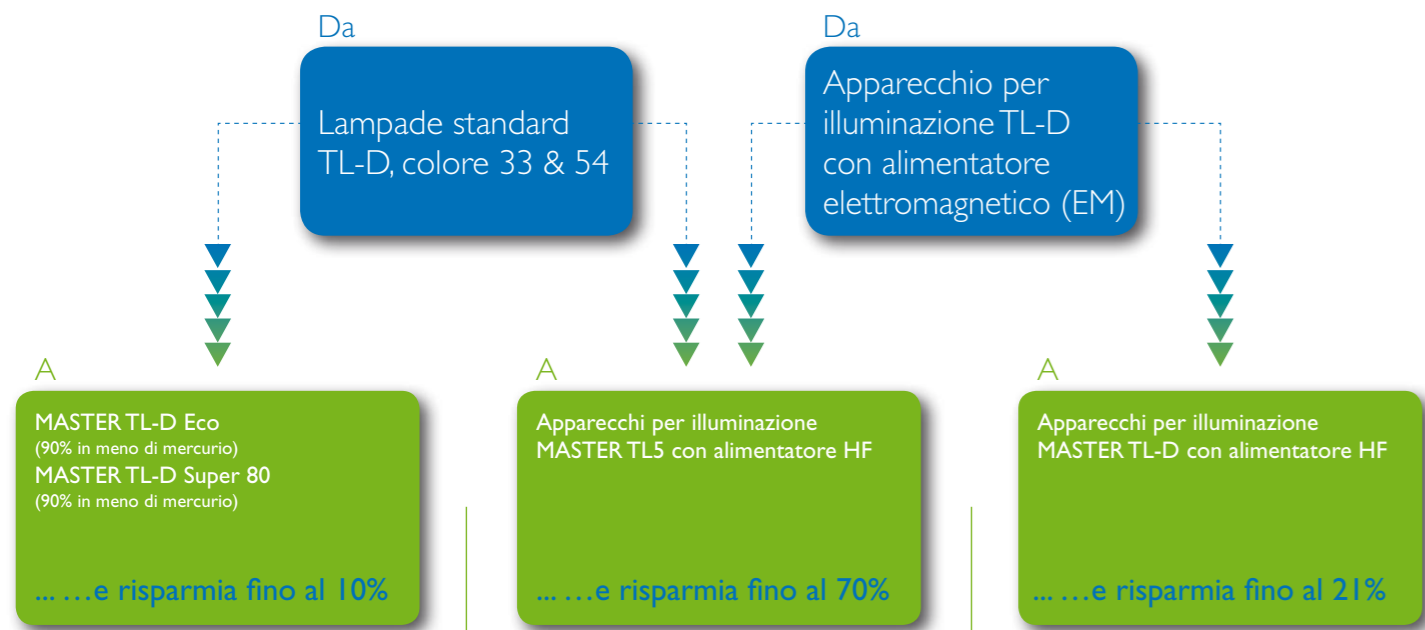 Da
Lampade standard
TL-D, colore 33 & 54
Da
Apparecchio per
illuminazione TL-D
con alimentatore
elettromagnetico (EM)
A
MASTER TL-D Eco
(90% in meno di mercurio)
MASTER TL-D Super 80
(90% in meno di mercurio)
... …e risparmia fino al 10%
A
Apparecchi per illuminazione
MASTER TL5 con alimentatore HF
... …e risparmia fino al 70%
A
Apparecchi per illuminazione
MASTER TL-D con alimentatore HF
... …e risparmia fino al 21%